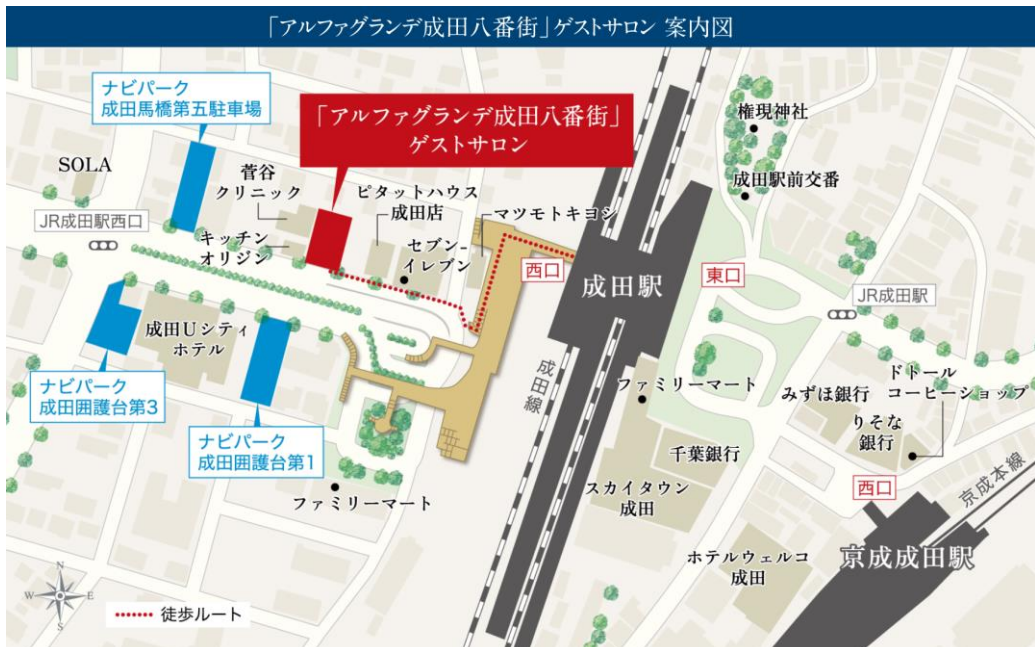 「アルファグランデ成田八番街」ゲストサロン 案内図
ナビパーク
成田馬橋第五駐車場
「アルファグランデ成田八番街」
ゲストサロン
権現神社
SOLA
菅谷
クリニック
ピタットハウス
成田店
成田駅前交番
JR成田駅西口
マツモトキヨシ
キッチン
オリジン
セブン-
イレブン
西口
成田駅
東口
JR成田駅
成田Uシティ
ホテル
成田線
ファミリーマート
ドトール
コーヒーショップ
みずほ銀行
りそな
銀行
ナビパーク
成田囲護台第3
ナビパーク
成田囲護台第1
千葉銀行
ファミリーマート
スカイタウン
成田
西口
京成本線
ホテルウェルコ
成田
京成成田駅
N
W
E
S
徒歩ルート